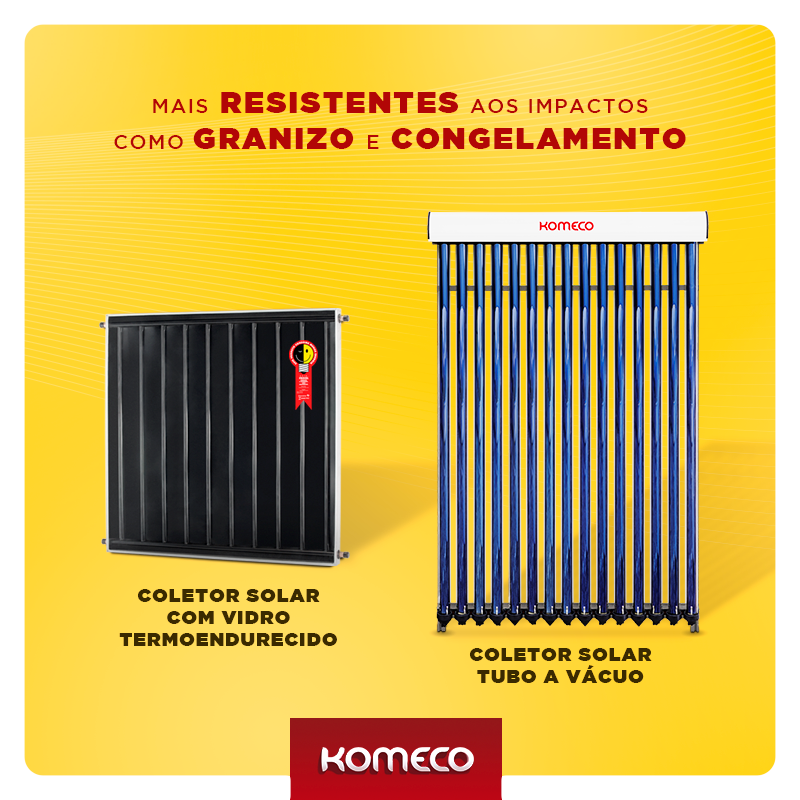 MAIS RESISTENTES AOS IMPACTOS
COMO GRANIZO E CONGELAMENTO
KOMECO
COLETOR SOLAR
COM VIDRO
TERMOENDURECIDO
COLETOR SOLAR
TUBO A VÁCUO
KOMECO